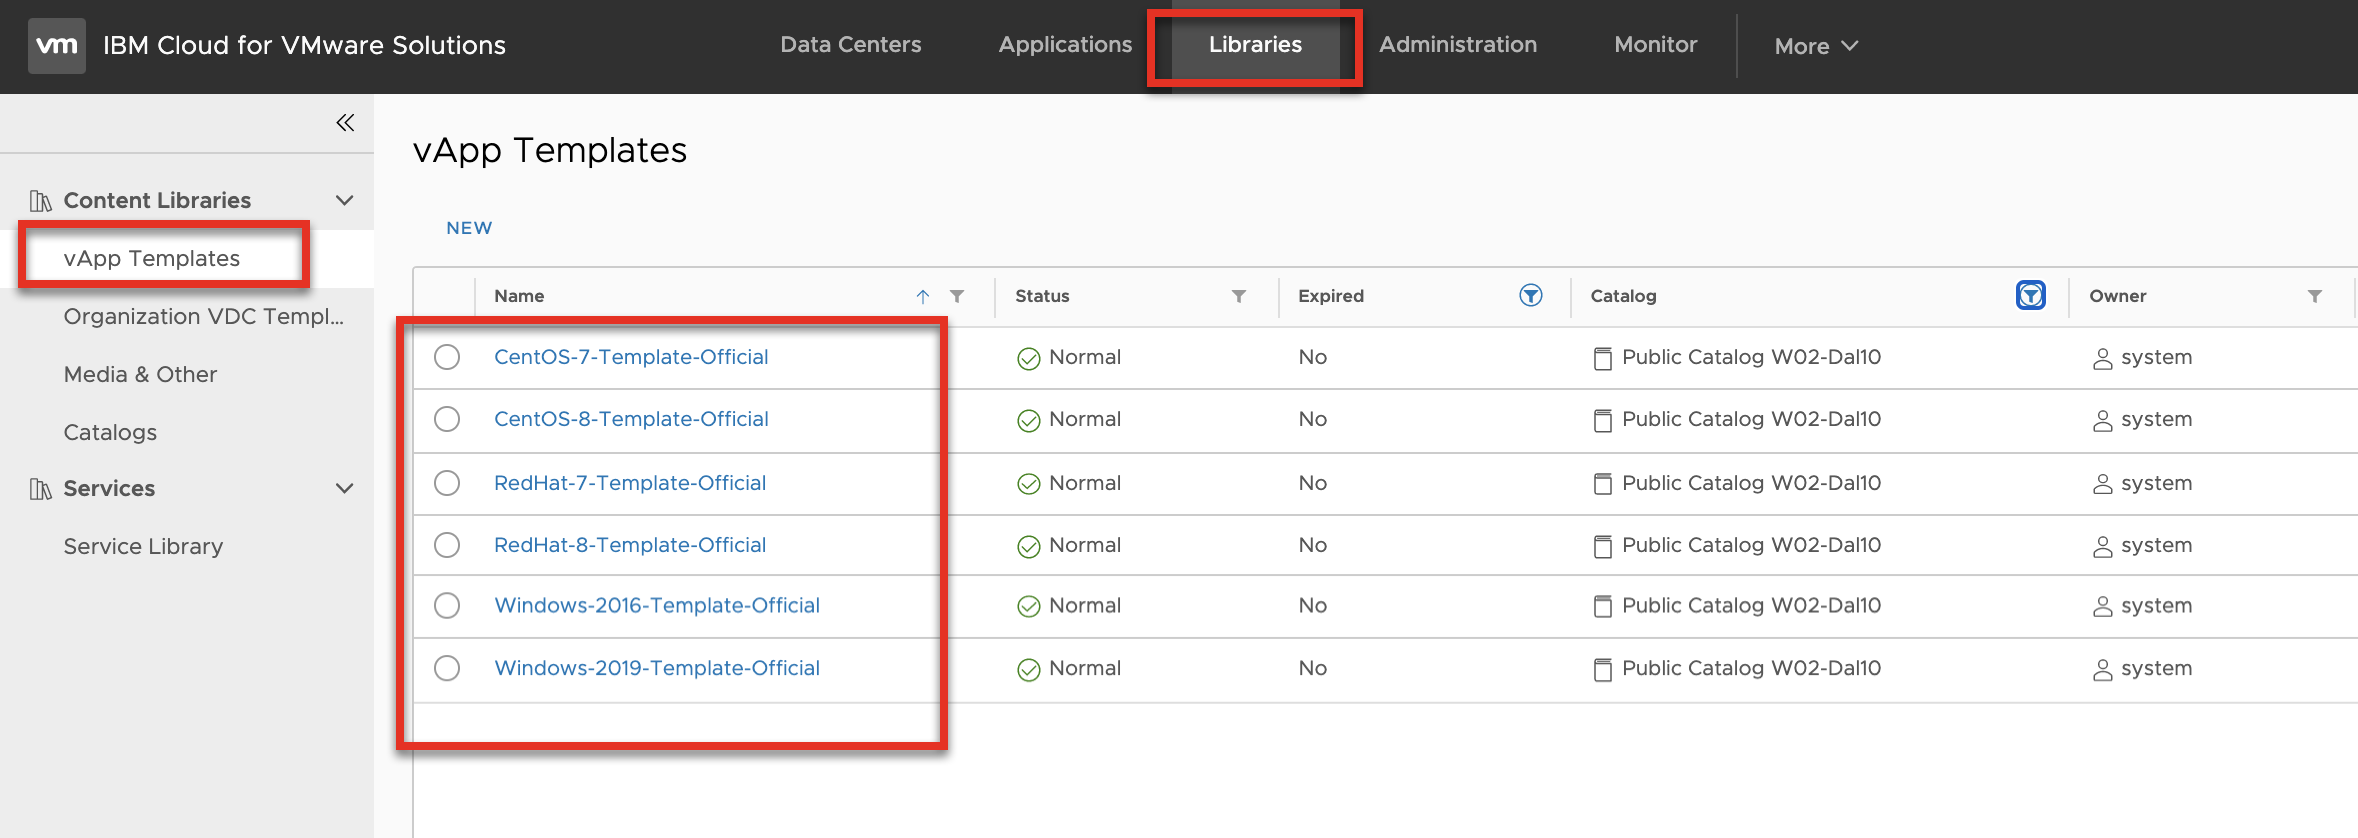 vm IBM Cloud for VMware Solutions Data Centers Applications Libraries Administration Monitor More
vApp Templates
Content Libraries
NEW
vApp Templates
Organization VDC Templ...
Media & Other
Catalogs
Services
Service Library
Name Status Expired Catalog Owner
CentOS-7-Template-Official Normal No Public Catalog W02-Dal10 system
CentOS-8-Template-Official Normal No Public Catalog W02-Dal10 system
RedHat-7-Template-Official Normal No Public Catalog W02-Dal10 system
RedHat-8-Template-Official Normal No Public Catalog W02-Dal10 system
Windows-2016-Template-Official Normal No Public Catalog W02-Dal10 system
Windows-2019-Template-Official Normal No Public Catalog W02-Dal10 system